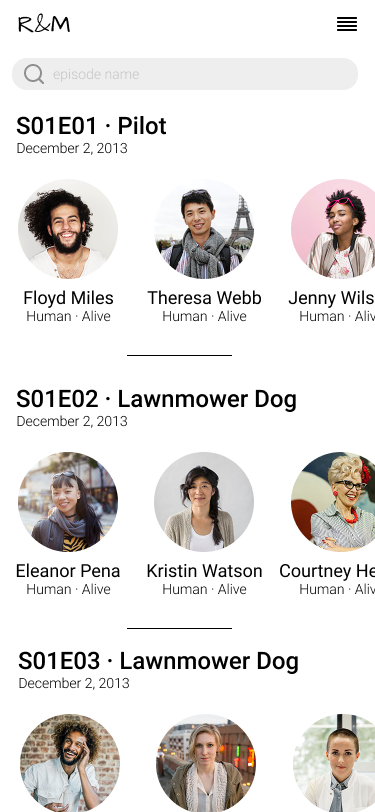 R&M
episode name
S01E01 · Pilot
December 2, 2013
Floyd Miles
Theresa Webb
Jenny Wils
Human · Alive
Human · Alive
Human · Ali
S01E02 · Lawnmower Dog
December 2, 2013
Eleanor Pena
Kristin Watson
Courtney He
Human · Alive
Human · Alive
Human · Ali
S01E03 · Lawnmower Dog
December 2, 2013